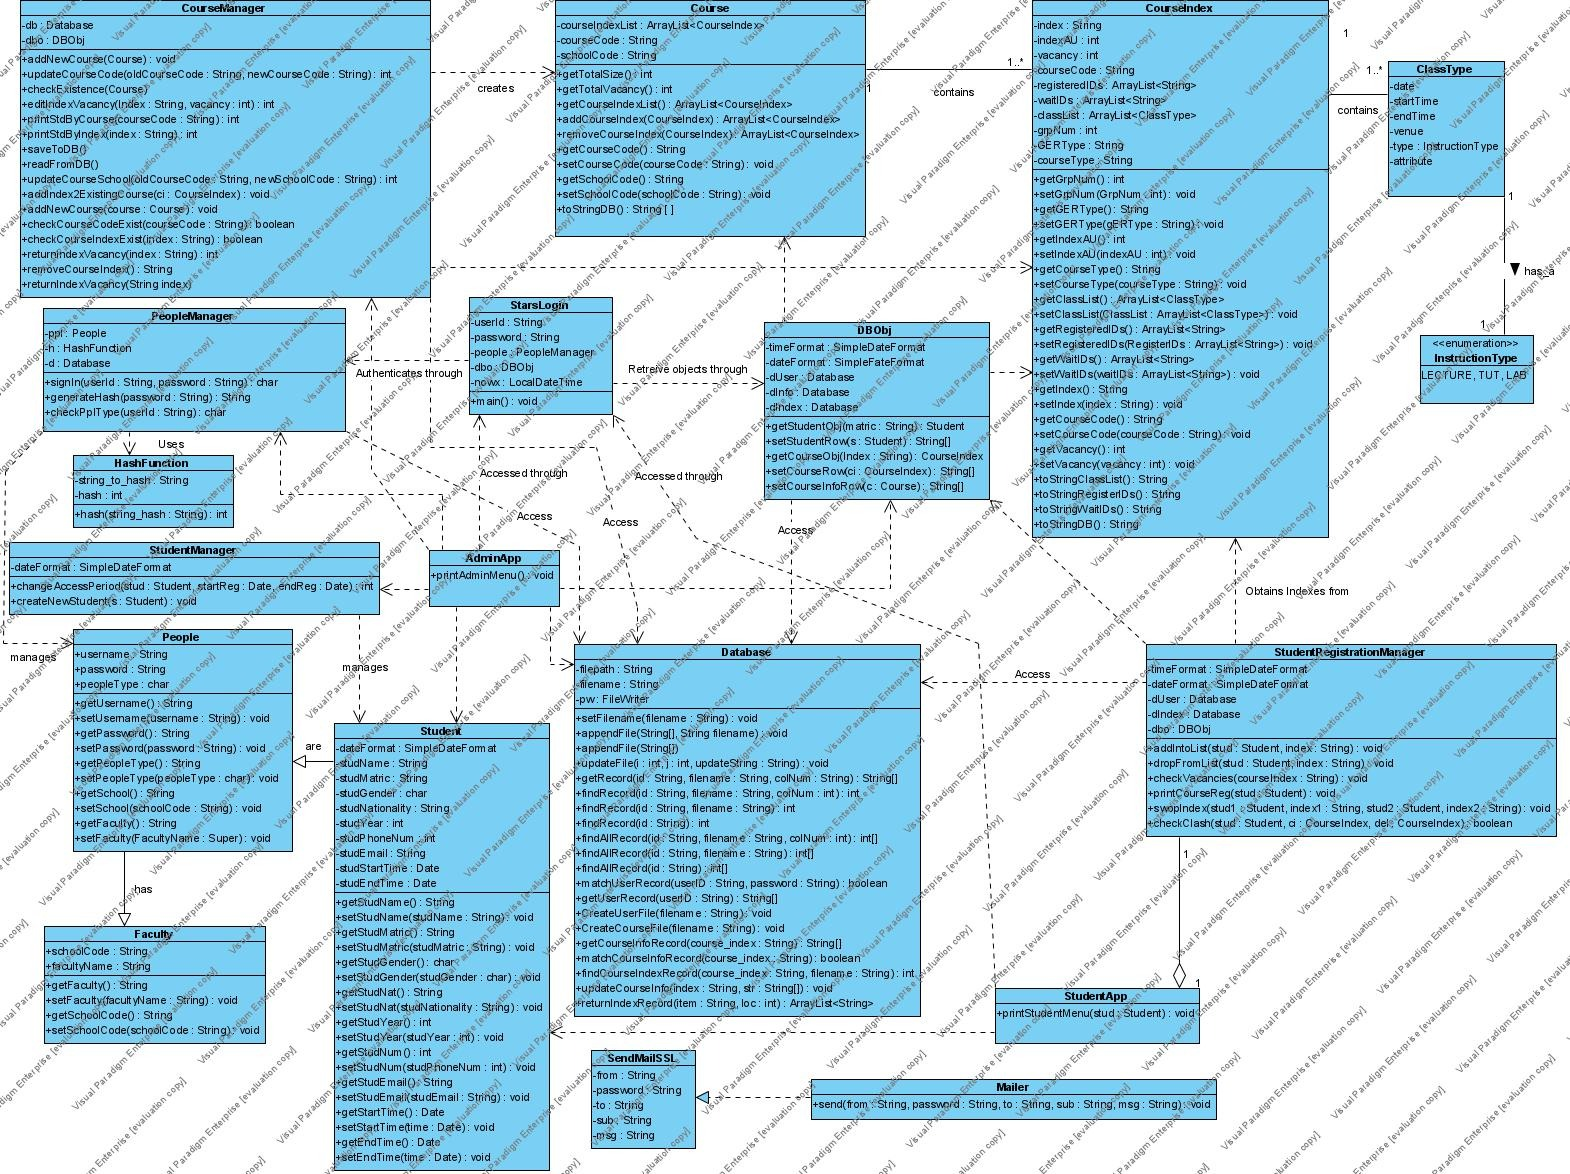 CourseManager
-db : Database
-dbo : DBObj
+addNewCourse(Course) : void
+updateCourseCode(oldCourseCode : String, newCourseCode : String) : int
+checkExistence(Course)
+editIndexVacancy(Index : String, vacancy : int) : int
+printStdByCourse(courseCode : String) : int
+printStdByIndex(index : String) : int
+saveToDB()
+readFromDB()
+updateCourseSchool(oldCourseCode : String, newSchoolCode : String) : int
+addIndex2ExistingCourse(ci : CourseIndex) : void
+addNewCourse(course : Course) : void
+checkCourseCodeExist(courseCode : String) : boolean
+checkCourseIndexExist(index : String) : boolean
+returnIndexVacancy(index : String) : int
+removeCourseIndex() : String
+returnIndexVacancy(String index)
creates
Course
-courseIndexList : ArrayList<CourseIndex>
-courseCode : String
-schoolCode : String
+getTotalSize() : int
+getTotalVacancy() : int
+getCourseIndexList() : ArrayList<CourseIndex>
+addCourseIndex(CourseIndex) : ArrayList<CourseIndex>
+removeCourseIndex(CourseIndex) : ArrayList<CourseIndex>
+getCourseCode() : String
+setCourseCode(courseCode : String) : void
+getSchoolCode() : String
+setSchoolCode(schoolCode : String) : void
+toStringDB() : String [ ]
1
contains
1..*
CourseIndex
-index : String
-indexAU : int
-vacancy : int
-courseCode : String
-registeredIDs : ArrayList<String>
-waitIDs : ArrayList<String>
-classList : ArrayList<ClassType>
-grpNum : int
-GERType : String
-courseType : String
+getGrpNum() : int
+setGrpNum(GrpNum : int) : void
+getGERType() : String
+setGERType(gERType : String) : void
+getIndexAU() : int
+setIndexAU(indexAU : int) : void
+getCourseType() : String
+setCourseType(courseType : String) : void
+getClassList() : ArrayList<ClassType>
+setClassList(ClassList : ArrayList<ClassType>) : void
+getRegisteredIDs() : ArrayList<String>
+setRegisteredIDs(RegisterIDs : ArrayList<String>) : void
+getWaitIDs() : ArrayList<String>
+setWaitIDs(waitIDs : ArrayList<String>) : void
+getIndex() : String
+setIndex(index : String) : void
+getCourseCode() : String
+setCourseCode(courseCode : String) : void
+getVacancy() : int
+setVacancy(vacancy : int) : void
+toStringClassList() : String
+toStringRegisterIDs() : String
+toStringWaitIDs() : String
+toStringDB() : String
1
1..*
contains
ClassType
-date
-startTime
-endTime
-venue
-type : InstructionType
-attribute
1
has_a
1
<<enumeration>>
InstructionType
LECTURE, TUT, LAB
PeopleManager
-ppl : People
-h : HashFunction
-d : Database
+signIn(userId : String, password : String) : char
+generateHash(password : String) : String
+checkPplType(userId : String) : char
Authenticates through
StarsLogin
-userId : String
-password : String
-people : PeopleManager
-dbo : DBObj
-nowx : LocalDateTime
+main() : void
Retreive objects through
DBObj
-timeFormat : SimpleDateFormat
-dateFormat : SimpleFateFormat
-dUser : Database
-dInfo : Database
-dIndex : Database
+getStudentObj(matric : String) : Student
+setStudentRow(s : Student) : String[]
+getCourseObj(Index : String) : CourseIndex
+setCourseRow(ci : CourseIndex) : String[]
+setCourseInfoRow(c : Course) : String[]
Uses
HashFunction
-string_to_hash : String
-hash : int
+hash(string_hash : String) : int
Accessed through
Accessed through
Access
Access
Access
StudentManager
-dateFormat : SimpleDateFormat
+changeAccessPeriod(stud : Student, startReg : Date, endReg : Date) : int
+createNewStudent(s : Student) : void
AdminApp
+printAdminMenu() : void
Obtains Indexes from
manages
manages
People
+username : String
+password : String
+peopleType : char
+getUsername() : String
+setUsername(username : String) : void
+getPassword() : String
+setPassword(password : String) : void
+getPeopleType() : String
+setPeopleType(peopleType : char) : void
+getSchool() : String
+setSchool(schoolCode : String) : void
+getFaculty() : String
+setFaculty(FacultyName : Super) : void
are
has
Faculty
+schoolCode : String
+facultyName : String
+getFaculty() : String
+setFaculty(facultyName : String) : void
+getSchoolCode() : String
+setSchoolCode(schoolCode : String) : void
Student
-dateFormat : SimpleDateFormat
-studName : String
-studMatric : String
-studGender : char
-studNationality : String
-studYear : int
-studPhoneNum : int
-studEmail : String
-studStartTime : Date
-studEndTime : Date
+getStudName() : String
+setStudName(studName : String) : void
+getStudMatric() : String
+setStudMatric(studMatric : String) : void
+getStudGender() : char
+setStudGender(studGender : char) : void
+getStudNat() : String
+setStudNat(studNationality : String) : void
+getStudYear() : int
+setStudYear(studYear : int) : void
+getStudNum() : int
+setStudNum(studPhoneNum : int) : void
+getStudEmail() : String
+setStudEmail(studEmail : String) : void
+getStartTime() : Date
+setStartTime(time : Date) : void
+getEndTime() : Date
+setEndTime(time : Date) : void
Database
-filepath : String
-filename : String
-pw : FileWriter
+setFilename(filename : String) : void
+appendFile(String[], String filename) : void
+appendFile(String[])
+updateFile(i : int, j : int, updateString : String) : void
+getRecord(id : String, filename : String, colNum : String) : String[]
+findRecord(id : String, filename : String, colNum : int) : int
+findRecord(id : String, filename : String) : int
+findRecord(id : String) : int
+findAllRecord(id : String, filename : String, colNum : int) : int[]
+findAllRecord(id : String, filename : String) : int[]
+findAllRecord(id : String) : int[]
+matchUserRecord(userID : String, password : String) : boolean
+getUserRecord(userID : String) : String[]
+CreateUserFile(filename : String) : void
+CreateCourseFile(filename : String) : void
+getCourseInfoRecord(course_index : String) : String[]
+matchCourseInfoRecord(course_index : String) : boolean
+findCourseIndexRecord(course_index : String, filename : String) : int
+updateCourseInfo(index : String, str : String[]) : void
+returnIndexRecord(item : String, loc : int) : ArrayList<String>
Access
StudentRegistrationManager
-timeFormat : SimpleDateFormat
-dateFormat : SimpleDateFormat
-dUser : Database
-dIndex : Database
-dbo : DBObj
+addIntoList(stud : Student, index : String) : void
+dropFromList(stud : Student, index : String) : void
+checkVacancies(courseIndex : String) : void
+printCourseReg(stud : Student) : void
+swopIndex(stud1 : Student, index1 : String, stud2 : Student, index2 : String) : void
+checkClash(stud : Student, ci : CourseIndex, del : CourseIndex) : boolean
1
1
StudentApp
+printStudentMenu(stud : Student) : void
SendMailSSL
-from : String
-password : String
-to : String
-sub : String
-msg : String
Mailer
+send(from : String, password : String, to : String, sub : String, msg : String) : void
Visual Paradigm Enterprise [evaluation copy]